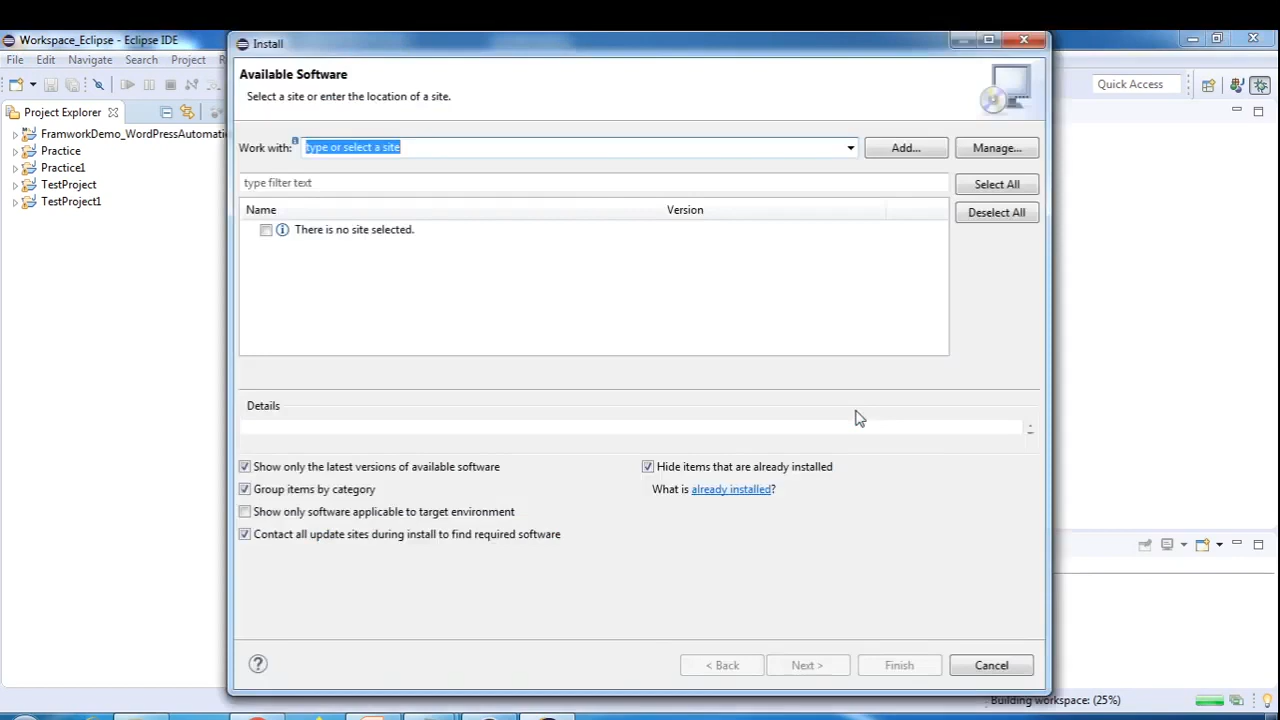 Workspace_Eclipse - Eclipse IDE
Install
File Edit Navigate Search Project R
Available Software
Select a site or enter the location of a site.
Quick Access
Project Explorer
FramworkDemo_WordPressAutomati
Practice
Practice1
TestProject
TestProject1
Work with: type or select a site
Add...
Manage...
type filter text
Select All
Name Version
Deselect All
There is no site selected.
Details
Show only the latest versions of available software
Hide items that are already installed
Group items by category
What is already installed?
Show only software applicable to target environment
Contact all update sites during install to find required software
< Back
Next >
Finish
Cancel
Building workspace: (25%)